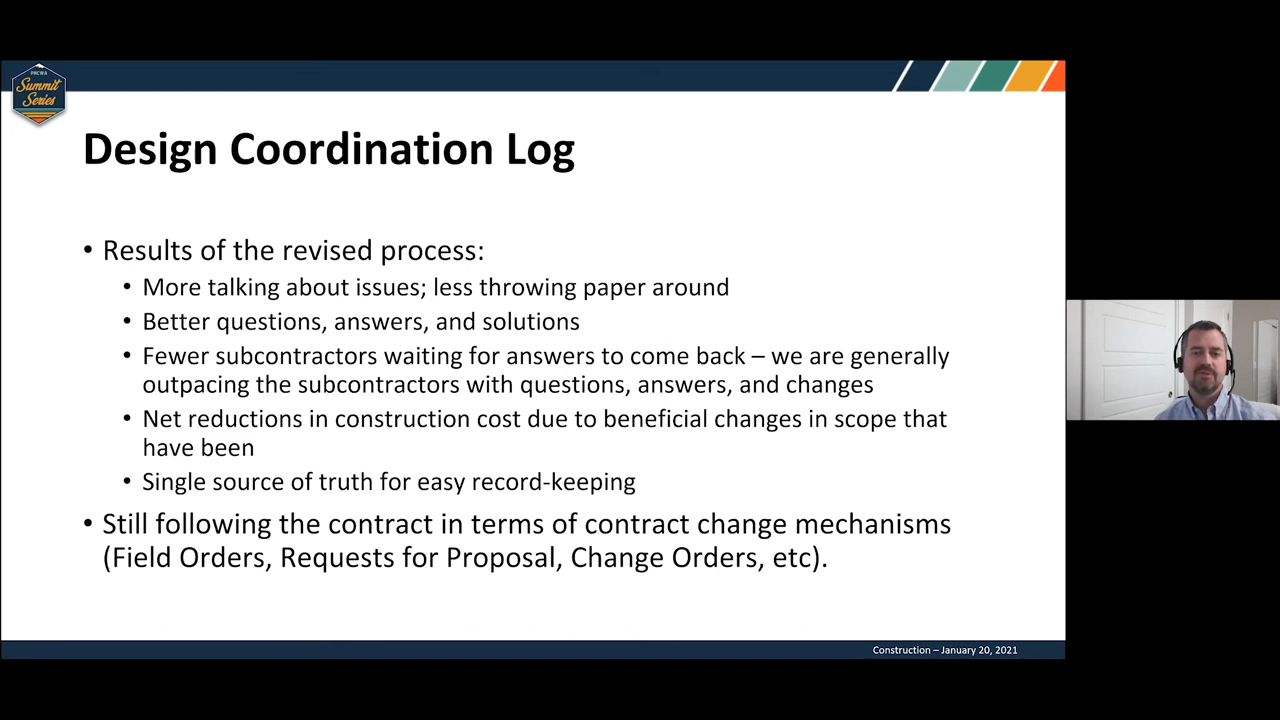 PNCWA
Summit
Series
Design Coordination Log
• Results of the revised process:
• More talking about issues; less throwing paper around
• Better questions, answers, and solutions
• Fewer subcontractors waiting for answers to come back – we are generally
outpacing the subcontractors with questions, answers, and changes
• Net reductions in construction cost due to beneficial changes in scope that
have been
• Single source of truth for easy record-keeping
• Still following the contract in terms of contract change mechanisms
(Field Orders, Requests for Proposal, Change Orders, etc).
Construction – January 20, 2021